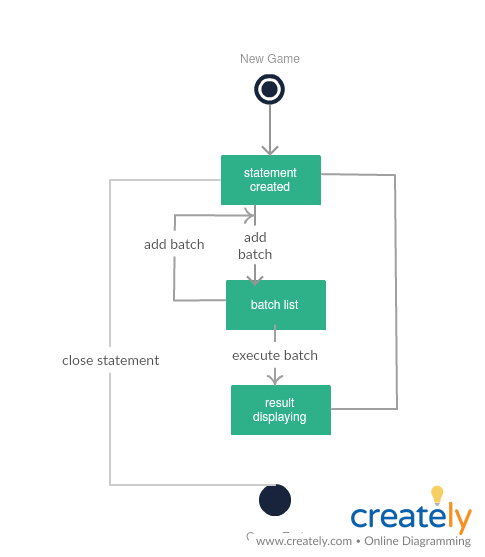 New Game
statement
created
add batch
add
batch
batch list
execute batch
close statement
result
displaying
creately
www.creately.com • Online Diagramming